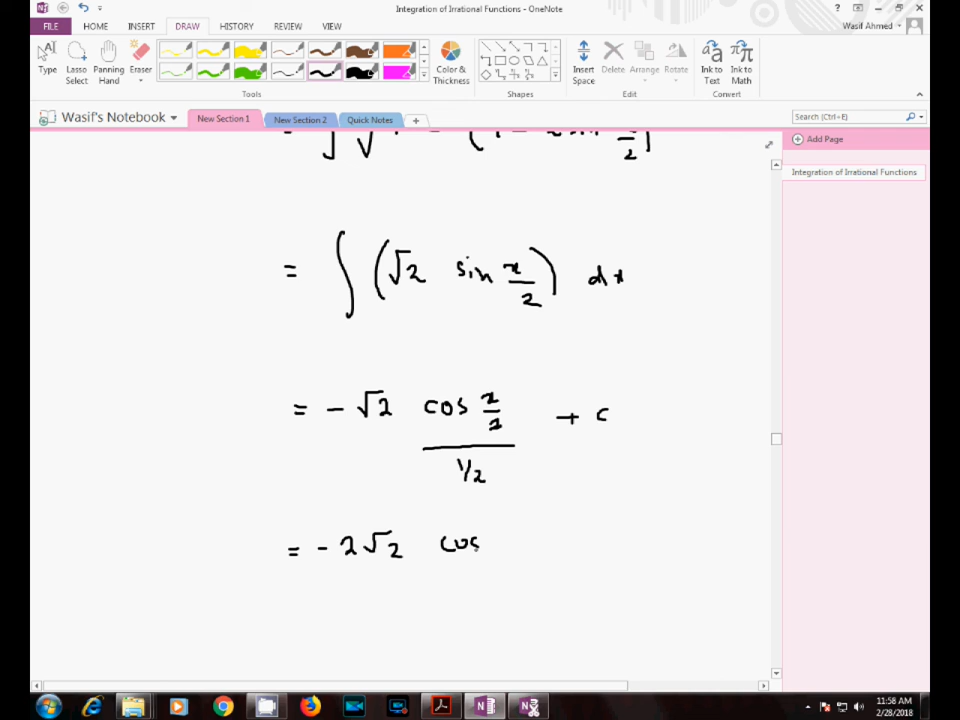 Integration of Irrational Functions - OneNote
FILE HOME INSERT DRAW HISTORY REVIEW VIEW
Wasif Ahmed
Type
Lasso Select
Panning Hand
Eraser
Color & Thickness
Insert Space
Delete
Arrange
Rotate
Ink to Text
Ink to Math
Tools
Shapes
Edit
Convert
Wasif's Notebook New Section 1 New Section 2 Quick Notes
Search (Ctrl+E)
Add Page
Integration of Irrational Functions
= ∫ (√2 sin x/2) dx
= - √2 (cos x/2)/(1/2) + c
= - 2√2 cos
11:58 AM
2/28/2018